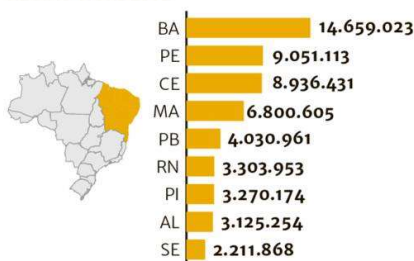 BA 14.659.023
PE 9.051.113
CE 8.936.431
MA 6.800.605
PB 4.030.961
RN 3.303.953
PI 3.270.174
AL 3.125.254
SE 2.211.868